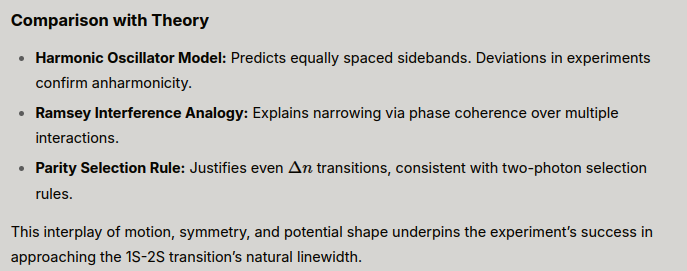 Comparison with Theory
• Harmonic Oscillator Model: Predicts equally spaced sidebands. Deviations in experiments
confirm anharmonicity.
• Ramsey Interference Analogy: Explains narrowing via phase coherence over multiple
interactions.
• Parity Selection Rule: Justifies even Δn transitions, consistent with two-photon selection
rules.
This interplay of motion, symmetry, and potential shape underpins the experiment's success in
approaching the 1S-2S transition's natural linewidth.